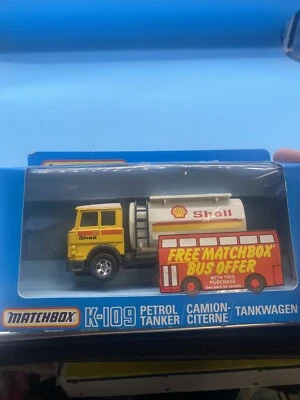 Shell
Shell
FREE MATCHBOX
BUS OFFER
WITH THIS
PURCHASE
MATCHBOX
K-109
PETROL
TANKER
CAMION-
CITERNE
TANKWAGEN